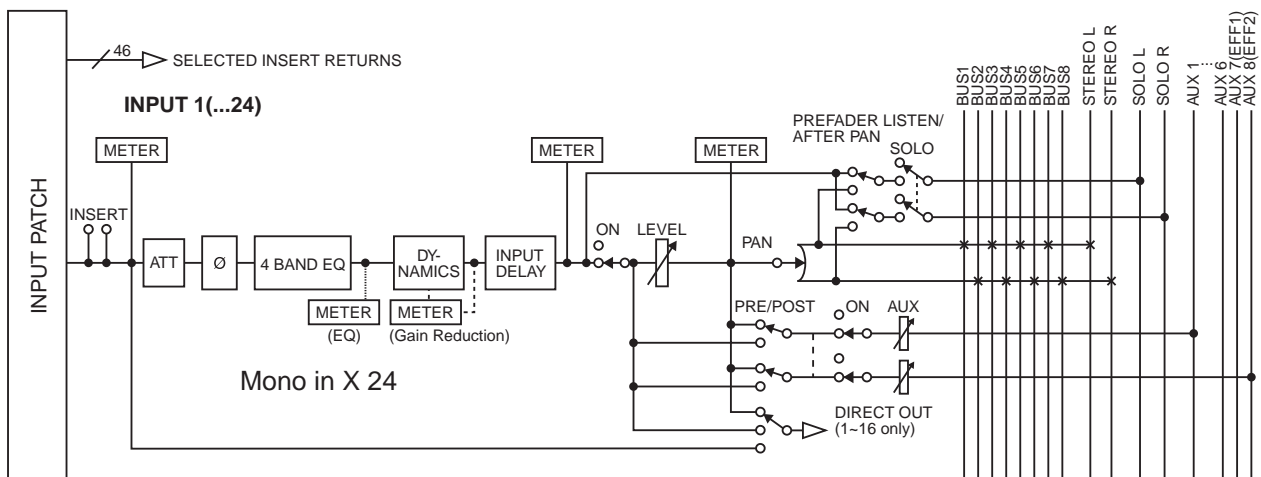 INPUT PATCH
46
SELECTED INSERT RETURNS
INPUT 1(...24)
BUS1
BUS2
BUS3
BUS4
BUS5
BUS6
BUS7
BUS8
STEREO L
STEREO R
SOLO L
SOLO R
AUX 1
...
AUX 6
AUX 7(EFF1)
AUX 8(EFF2)
PREFADER LISTEN/
AFTER PAN
SOLO
METER
METER
METER
INSERT
ON
LEVEL
PAN
ATT
Ø
4 BAND EQ
DY-
NAMICS
INPUT
DELAY
METER
(EQ)
METER
(Gain Reduction)
PRE/POST
ON
AUX
Mono in X 24
DIRECT OUT
(1~16 only)